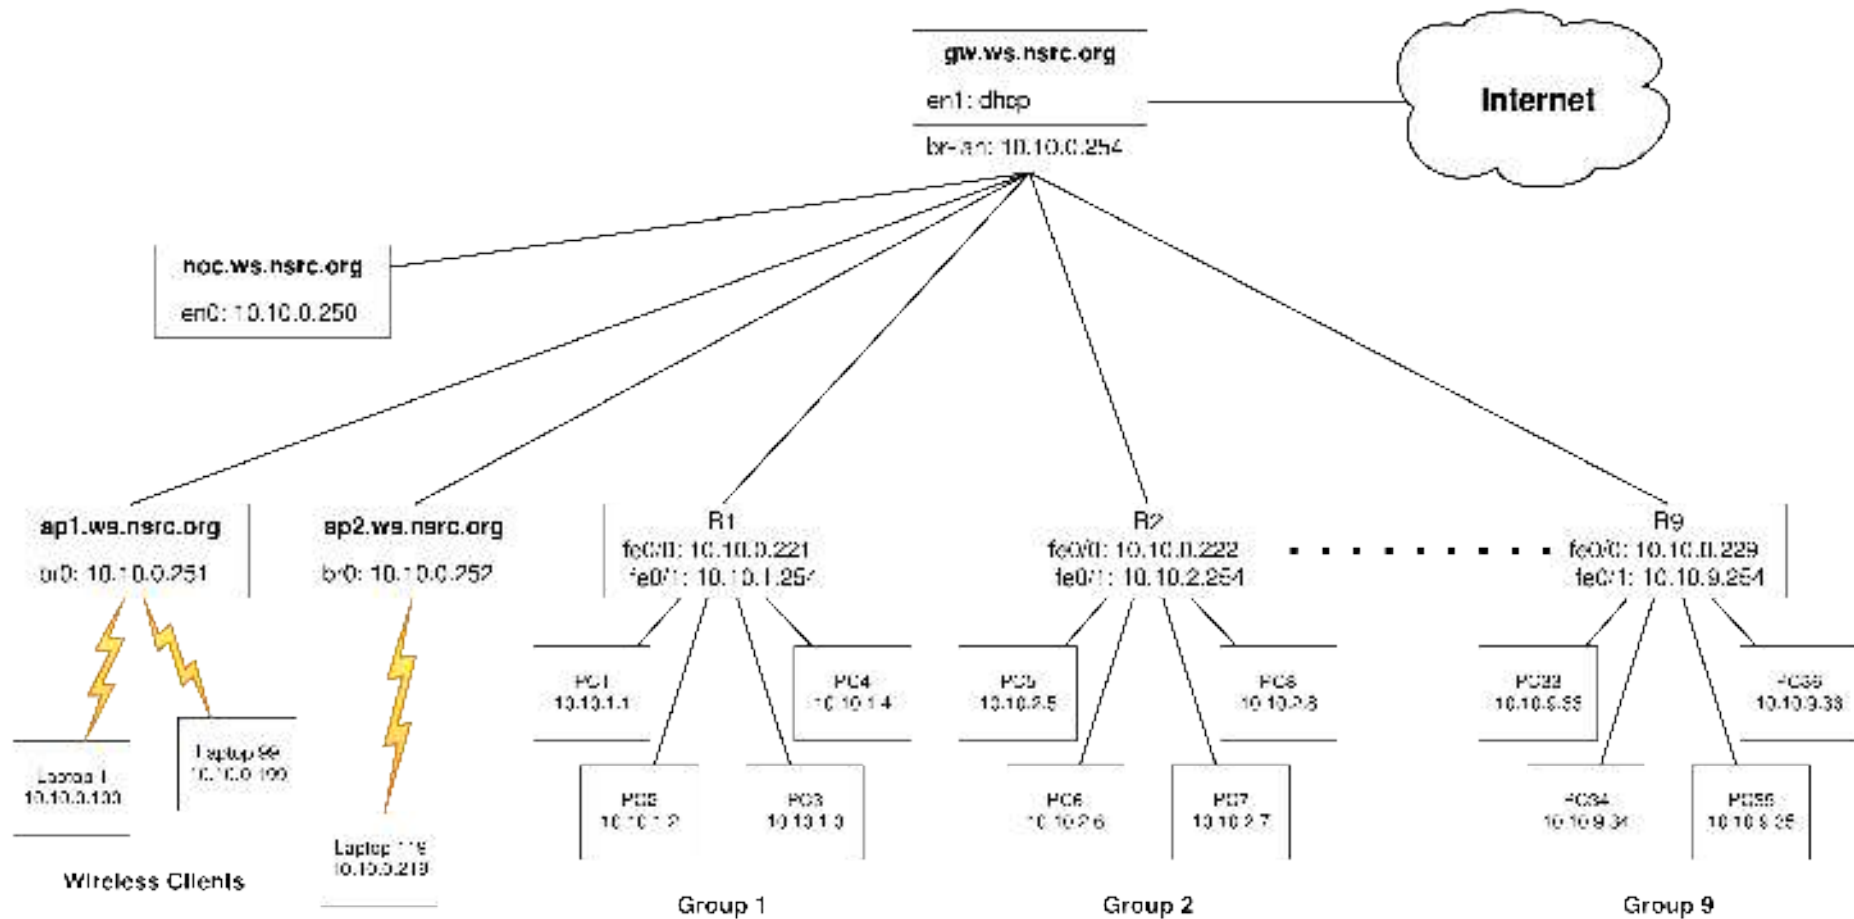 gw.ws.nsrc.org
en1: dhcp
br-lan: 10.10.0.254
Internet
noc.ws.nsrc.org
en0: 10.10.0.250
ap1.ws.nsrc.org
br0: 10.10.0.251
ap2.ws.nsrc.org
br0: 10.10.0.252
R1
fe0/0: 10.10.0.221
fe0/1: 10.10.1.254
R2
fe0/0: 10.10.0.222
fe0/1: 10.10.2.254
R9
fe0/0: 10.10.0.229
fe0/1: 10.10.9.254
PC1
10.10.1.1
PC4
10.10.1.4
PC5
10.10.2.5
PC8
10.10.2.8
PC33
10.10.9.33
PC36
10.10.9.36
Laptop 1
Laptop 99
10.10.0.199
PC2
10.10.1.2
PC3
10.10.1.3
PC6
10.10.2.6
PC7
10.10.2.7
PC34
10.10.9.34
PC35
10.10.9.35
Laptop
10.10.0.219
Wireless Clients
Group 1
Group 2
Group 9